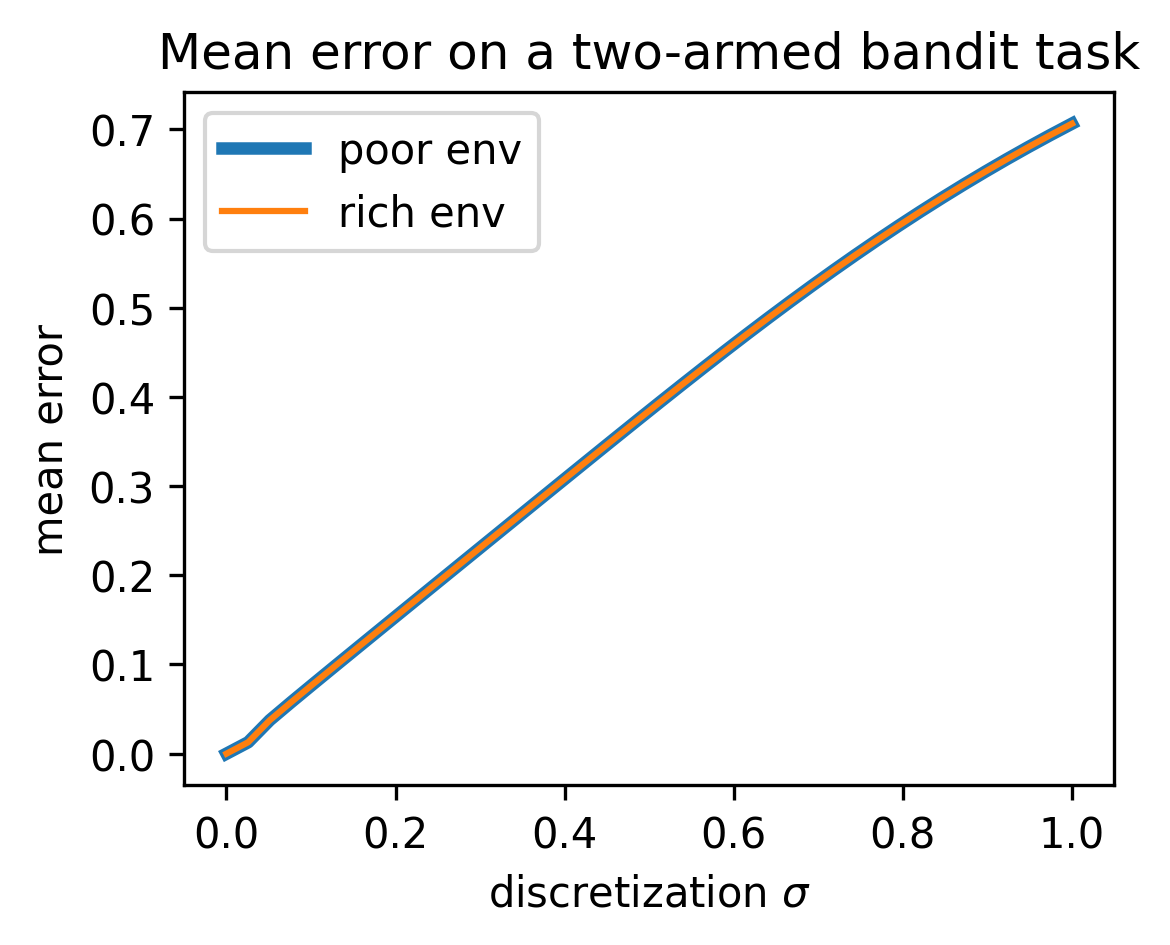 Mean error on a two-armed bandit task
poor env
rich env
mean error
0.7
0.6
0.5
0.4
0.3
0.2
0.1
0.0
0.0 0.2 0.4 0.6 0.8 1.0
discretization σ